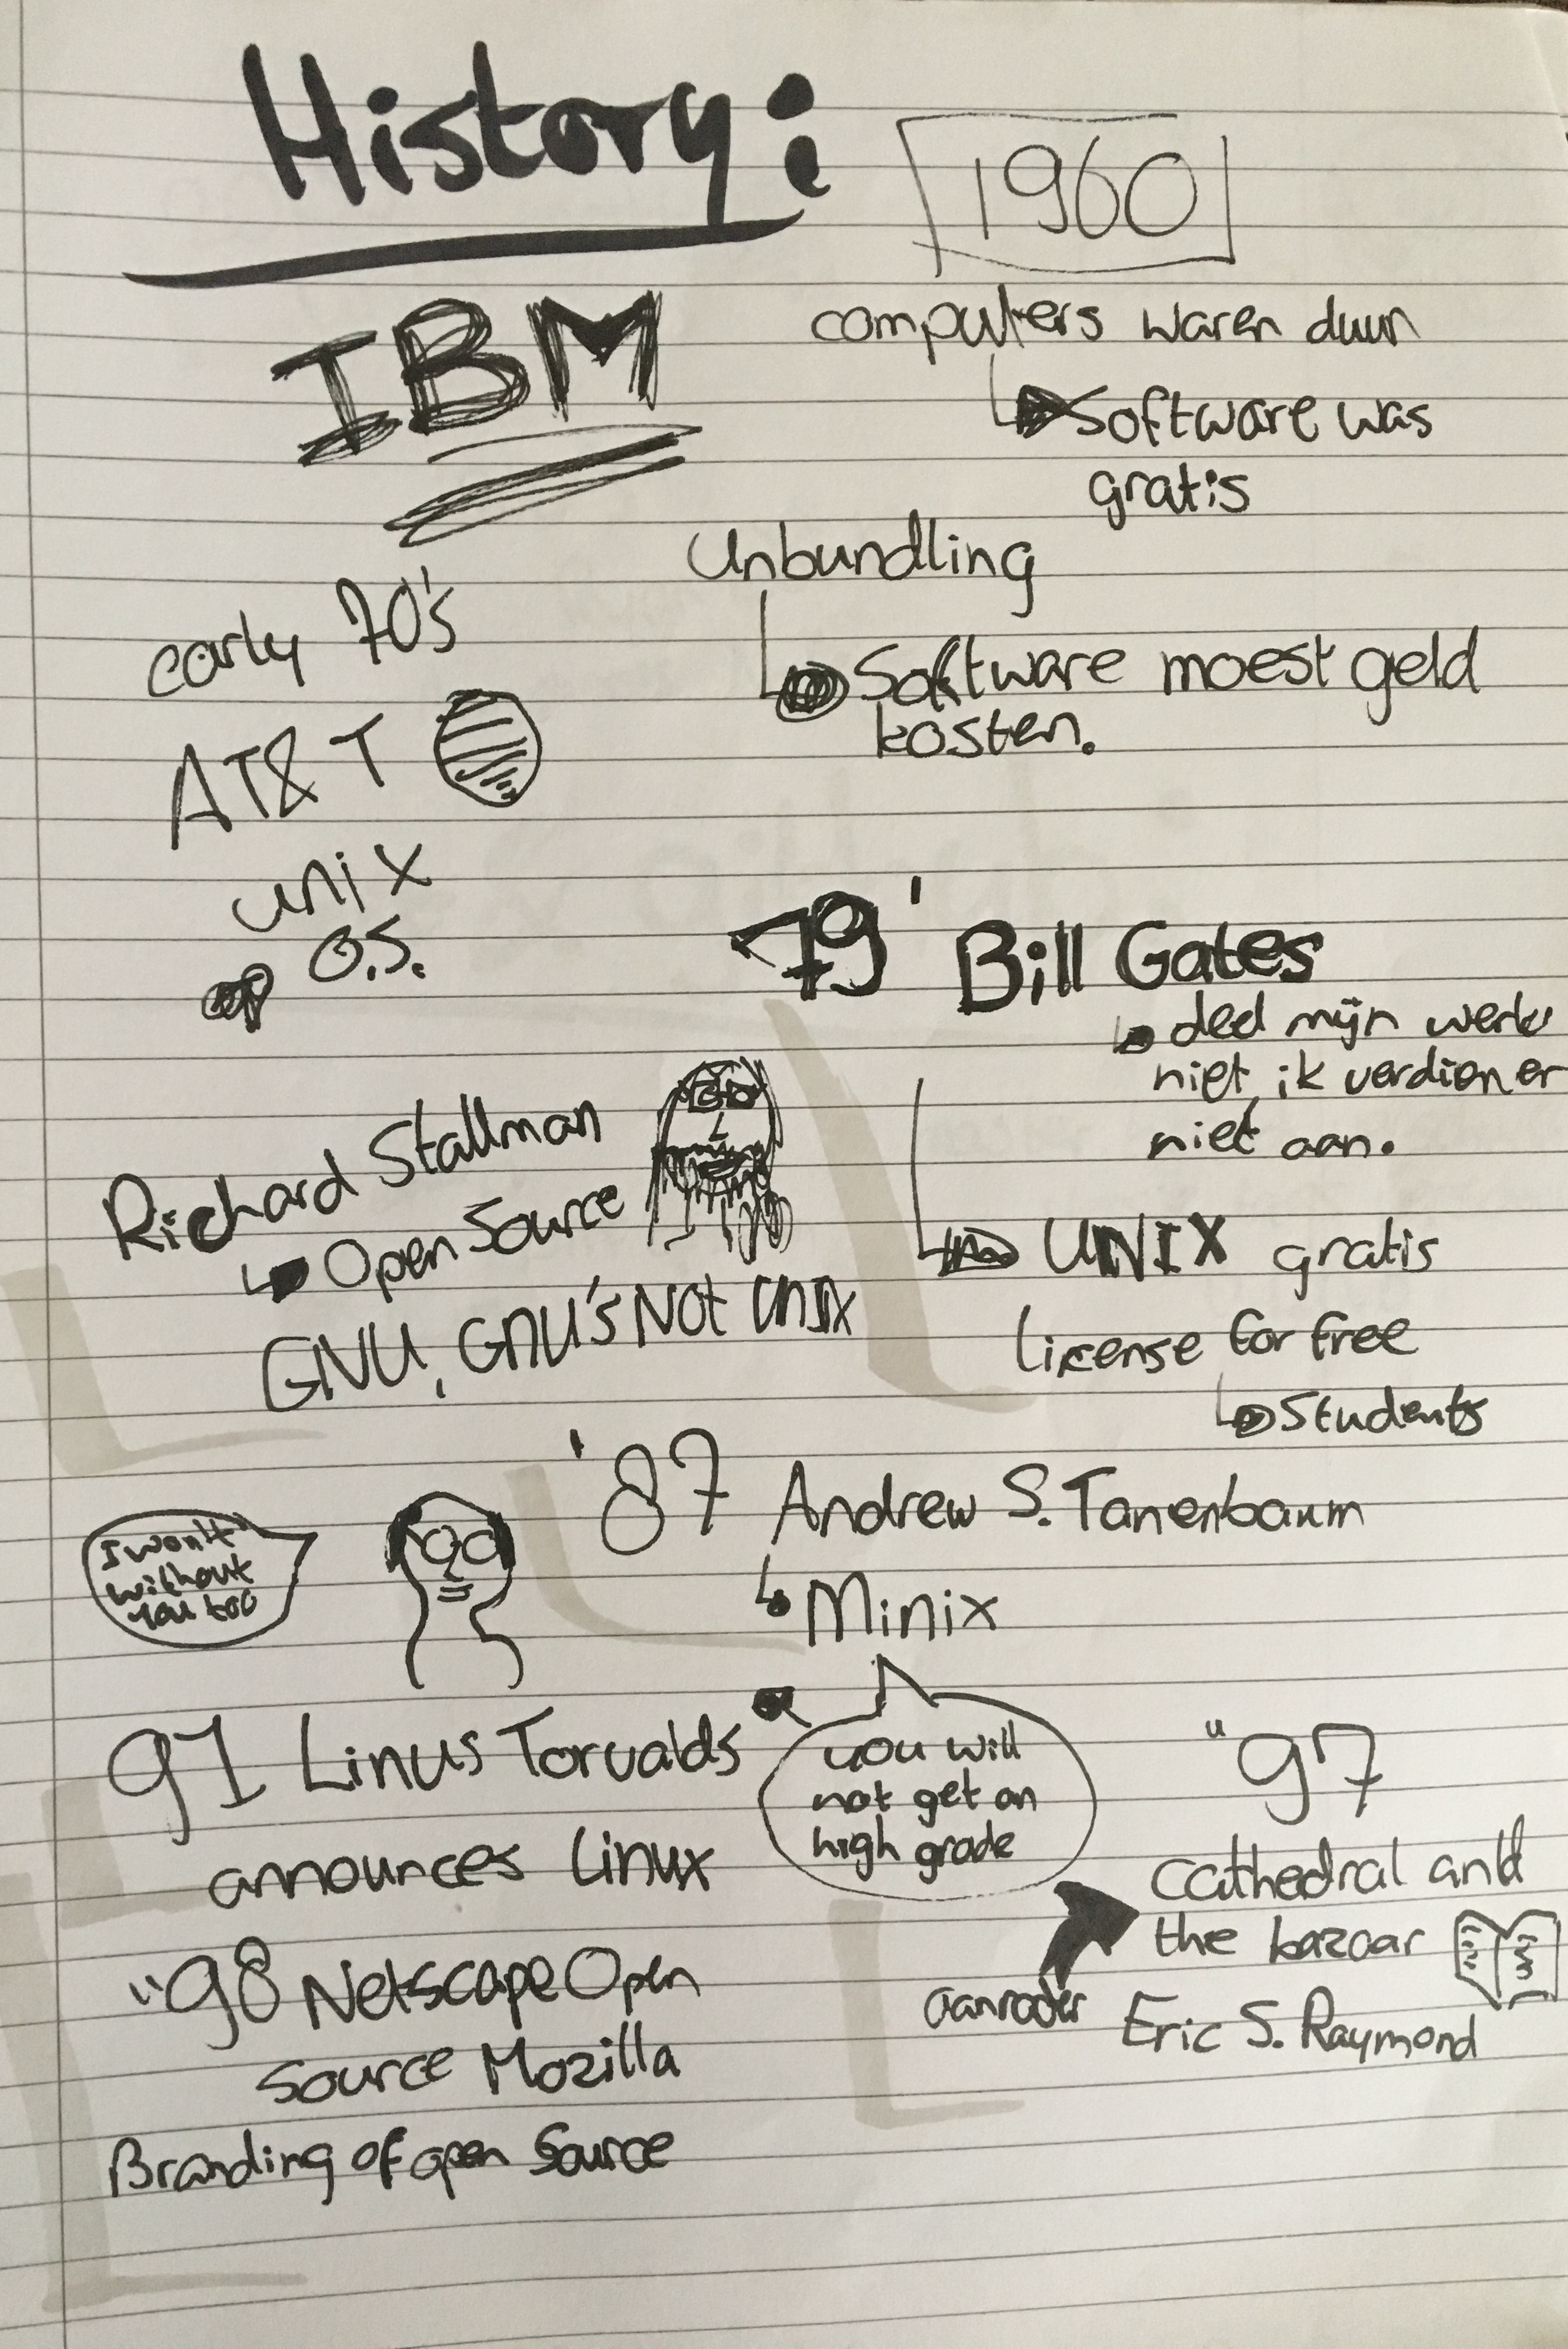 History:
1960
IBM
computers waren duur
Software was
gratis
Unbundling
Software moest geld
kosten.
early 70's
AT&T
unix
O.S.
79' Bill Gates
deel mijn werk
niet, ik verdien er
niet aan.
Richard Stallman
Open Source
GNU, GNU'S Not UNIX
UNIX gratis
license for free
Students
'87 Andrew S. Tanenbaum
Minix
I won't
without
you too
91 Linus Torvalds
announces Linux
you will
not get an
high grade
"97
Cathedral and
the bazaar
aanrader
Eric S. Raymond
"98 Netscape Open
Source Mozilla
Branding of open Source